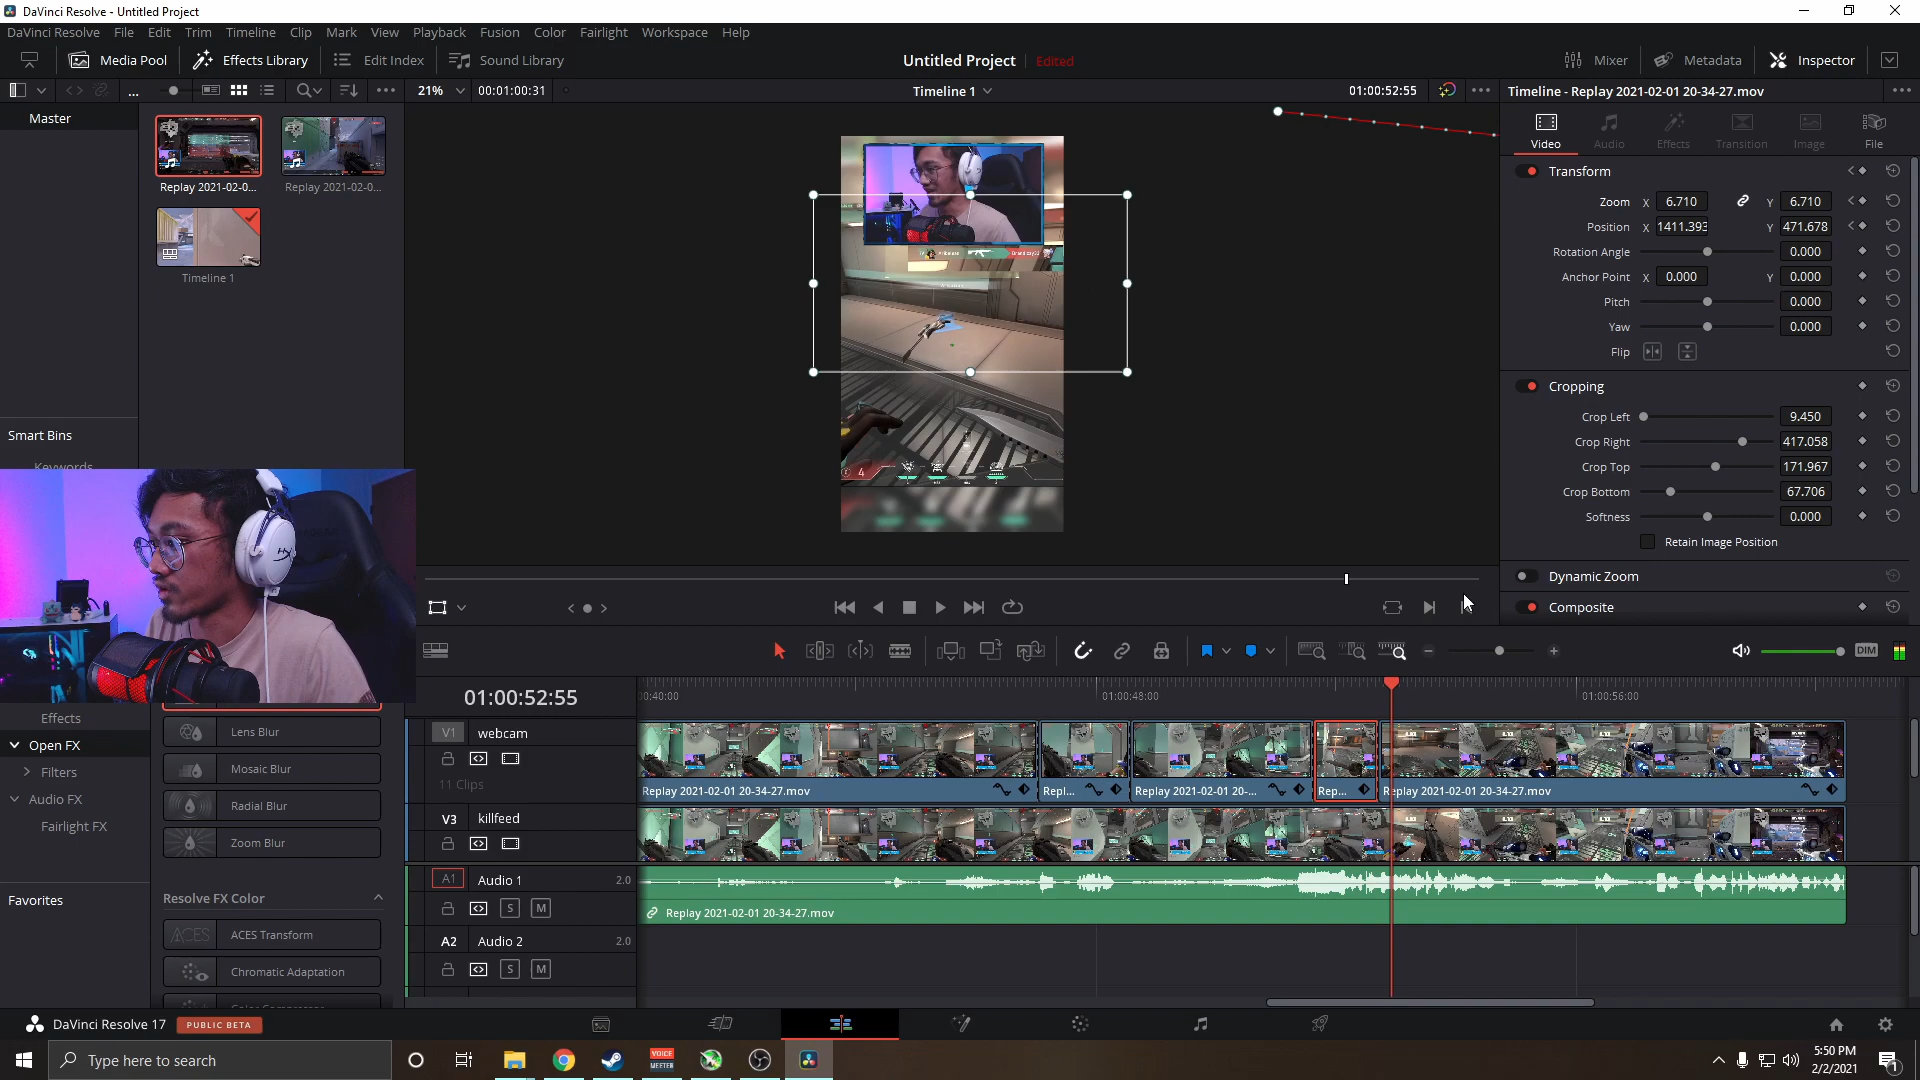 DaVinci Resolve - Untitled Project
DaVinci Resolve File Edit Trim Timeline Clip Mark View Playback Fusion Color Fairlight Workspace Help
Media Pool Effects Library Edit Index Sound Library Untitled Project Edited Mixer Metadata Inspector
... 21% 00:01:00:31 Timeline 1 01:00:52:55 Timeline - Replay 2021-02-01 20-34-27.mov
Master
Replay 2021-02-0... Replay 2021-02-0...
Timeline 1
Smart Bins
Keywords
Video Audio Effects Transition Image File
Transform
Zoom X 6.710 Y 6.710
Position X 1411.393 Y 471.678
Rotation Angle 0.000
Anchor Point X 0.000 Y 0.000
Pitch 0.000
Yaw 0.000
Flip
Cropping
Crop Left 9.450
Crop Right 417.058
Crop Top 171.967
Crop Bottom 67.706
Softness 0.000
Retain Image Position
Dynamic Zoom
Composite
4
DIM
Effects
Open FX
Filters
Audio FX
Fairlight FX
Favorites
Lens Blur
Mosaic Blur
Radial Blur
Zoom Blur
Resolve FX Color
ACES ACES Transform
Chromatic Adaptation
01:00:52:55 :00:40:00 01:00:48:00 01:00:56:00
V1 webcam
11 Clips
Replay 2021-02-01 20-34-27.mov Repl... Replay 2021-02-01 20-... Rep... Replay 2021-02-01 20-34-27.mov
V3 killfeed
A1 Audio 1 2.0
S M
Replay 2021-02-01 20-34-27.mov
A2 Audio 2 2.0
S M
DaVinci Resolve 17 PUBLIC BETA
Type here to search
VOICE MEETER
5:50 PM
2/2/2021
1